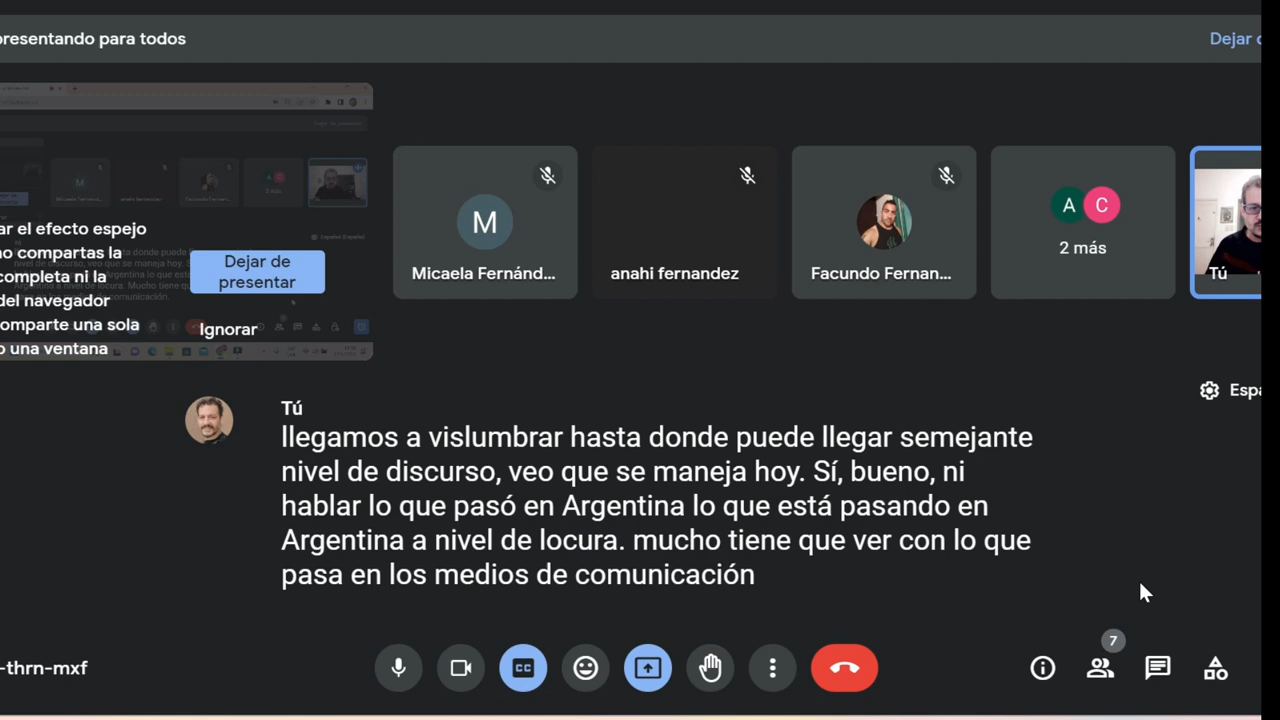 presentando para todos
Dejar
ar el efecto espejo
no compartas la
completa ni la
del navegador
omparte una sola
o una ventana
Dejar de
presentar
Ignorar
M
Micaela Fernánd...
anahi fernandez
Facundo Fernan...
A C
2 más
Tú
Espa
Tú
llegamos a vislumbrar hasta donde puede llegar semejante
nivel de discurso, veo que se maneja hoy. Sí, bueno, ni
hablar lo que pasó en Argentina lo que está pasando en
Argentina a nivel de locura. mucho tiene que ver con lo que
pasa en los medios de comunicación
-thrn-mxf
CC
7